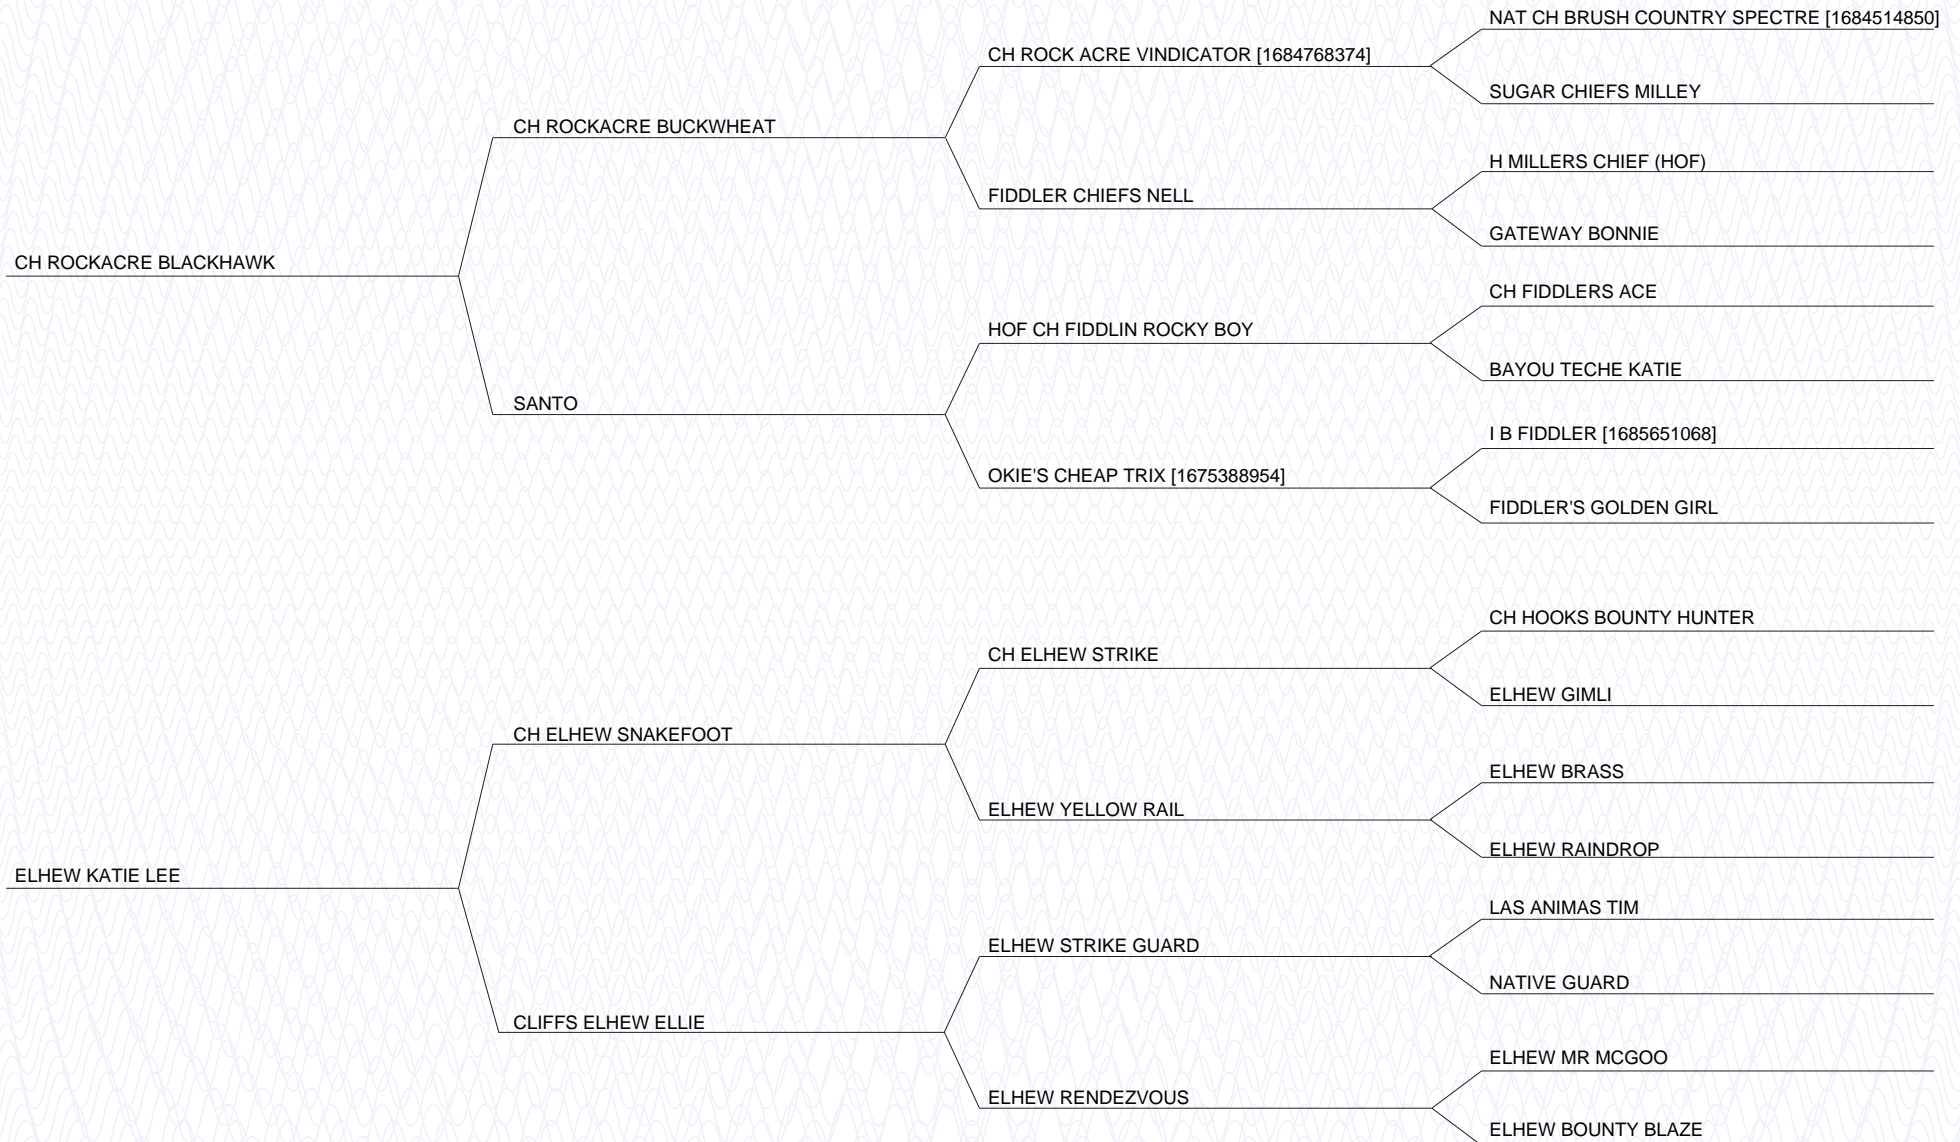 NAT CH BRUSH COUNTRY SPECTRE [1684514850]
CH ROCK ACRE VINDICATOR [1684768374]
SUGAR CHIEFS MILLEY
CH ROCKACRE BUCKWHEAT
H MILLERS CHIEF (HOF)
FIDDLER CHIEFS NELL
GATEWAY BONNIE
CH ROCKACRE BLACKHAWK
CH FIDDLERS ACE
HOF CH FIDDLIN ROCKY BOY
BAYOU TECHE KATIE
SANTO
I B FIDDLER [1685651068]
OKIE'S CHEAP TRIX [1675388954]
FIDDLER'S GOLDEN GIRL
CH HOOKS BOUNTY HUNTER
CH ELHEW STRIKE
ELHEW GIMLI
CH ELHEW SNAKEFOOT
ELHEW BRASS
ELHEW YELLOW RAIL
ELHEW RAINDROP
ELHEW KATIE LEE
LAS ANIMAS TIM
ELHEW STRIKE GUARD
NATIVE GUARD
CLIFFS ELHEW ELLIE
ELHEW MR MCGOO
ELHEW RENDEZVOUS
ELHEW BOUNTY BLAZE